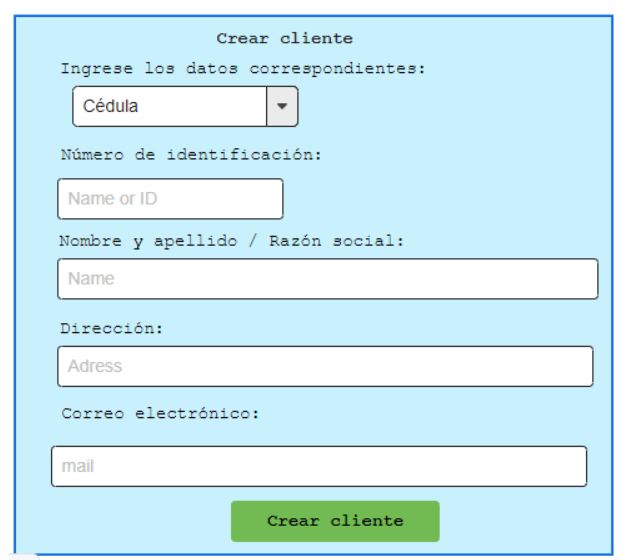 Crear cliente
Ingrese los datos correspondientes:
Cédula
Número de identificación:
Name or ID
Nombre y apellido / Razón social:
Name
Dirección:
Adress
Correo electrónico:
mail
Crear cliente